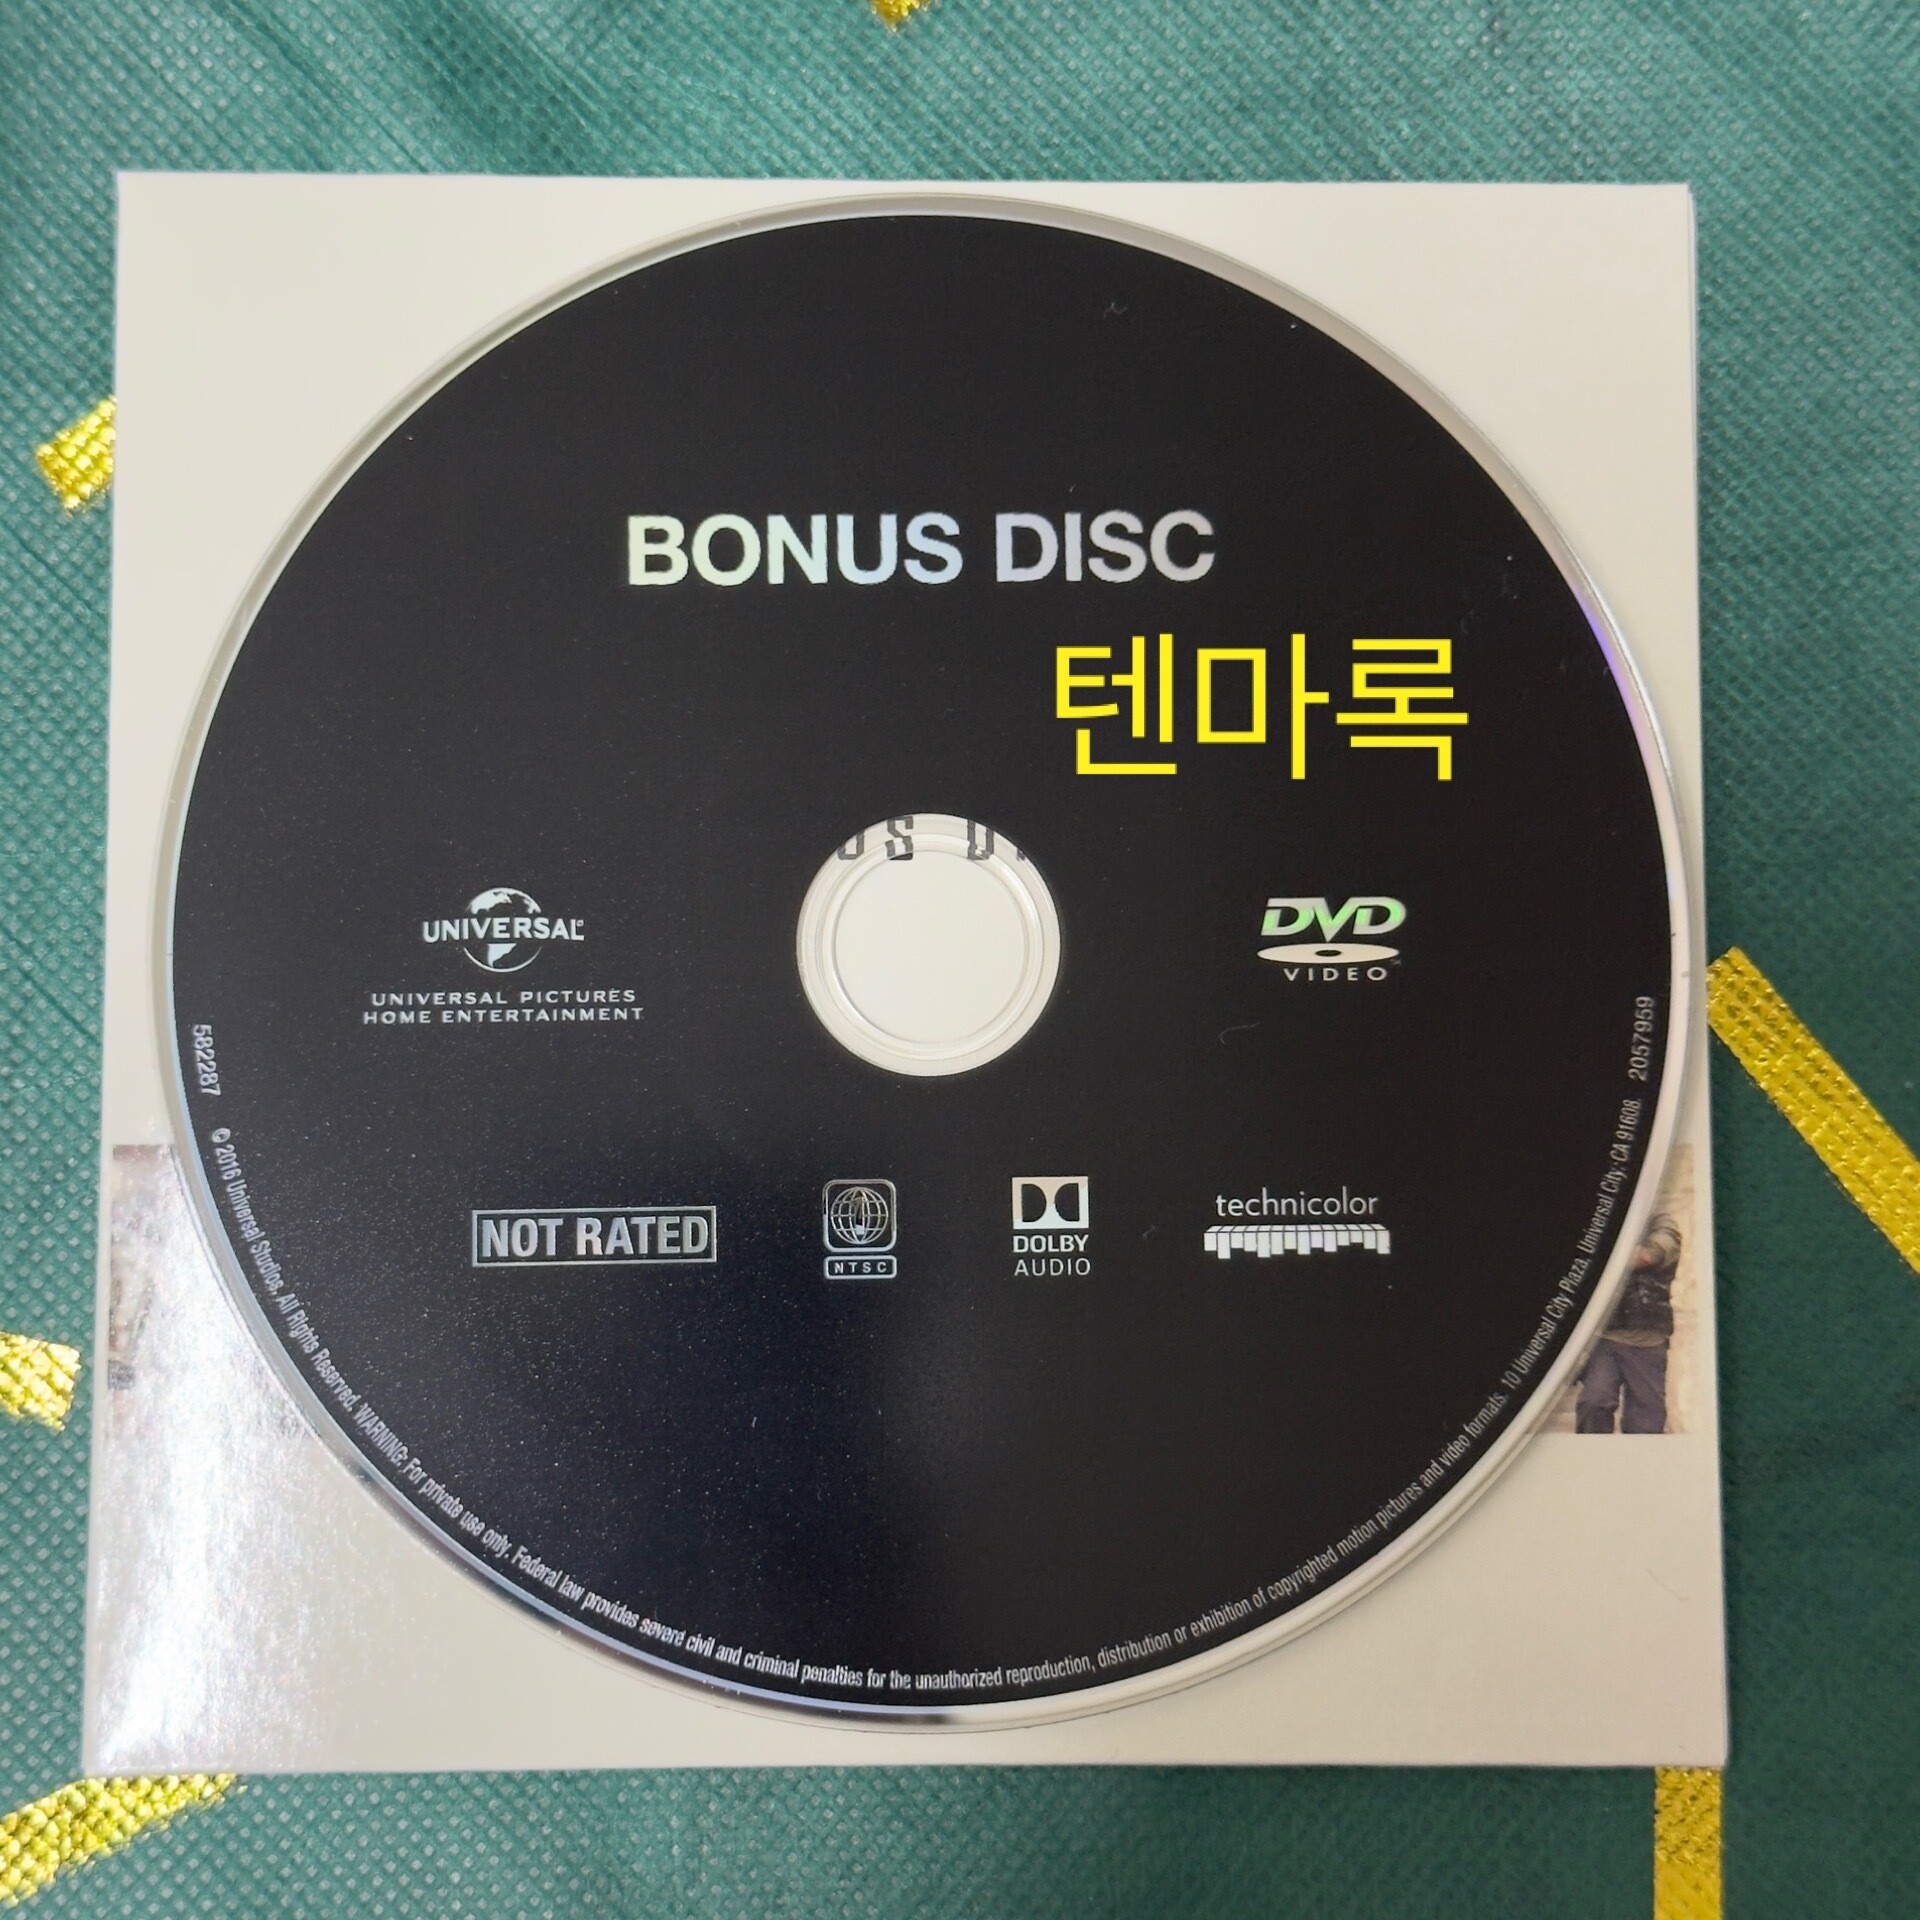 BONUS DISC
텐마록
UNIVERSAL
UNIVERSAL PICTURES
HOME ENTERTAINMENT
DVD
VIDEO
NOT RATED
NTSC
DOLBY
AUDIO
technicolor
582287 © 2016 Universal Studios. All Rights Reserved. WARNING: For private use only. Federal law provides severe civil and criminal penalties for the unauthorized reproduction, distribution or exhibition of copyrighted motion pictures and video formats. 10 Universal City Plaza, Universal City, CA 91608. 2057959